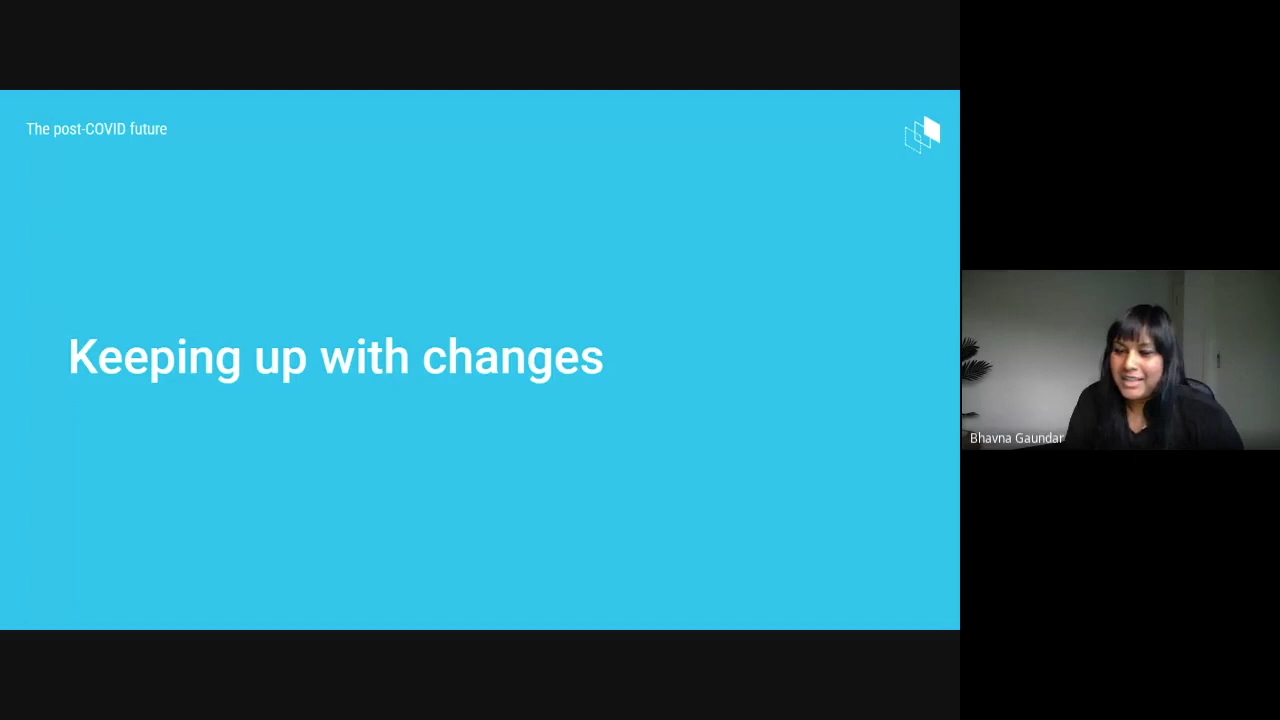 The post-COVID future
Keeping up with changes
Bhavna Gaundar